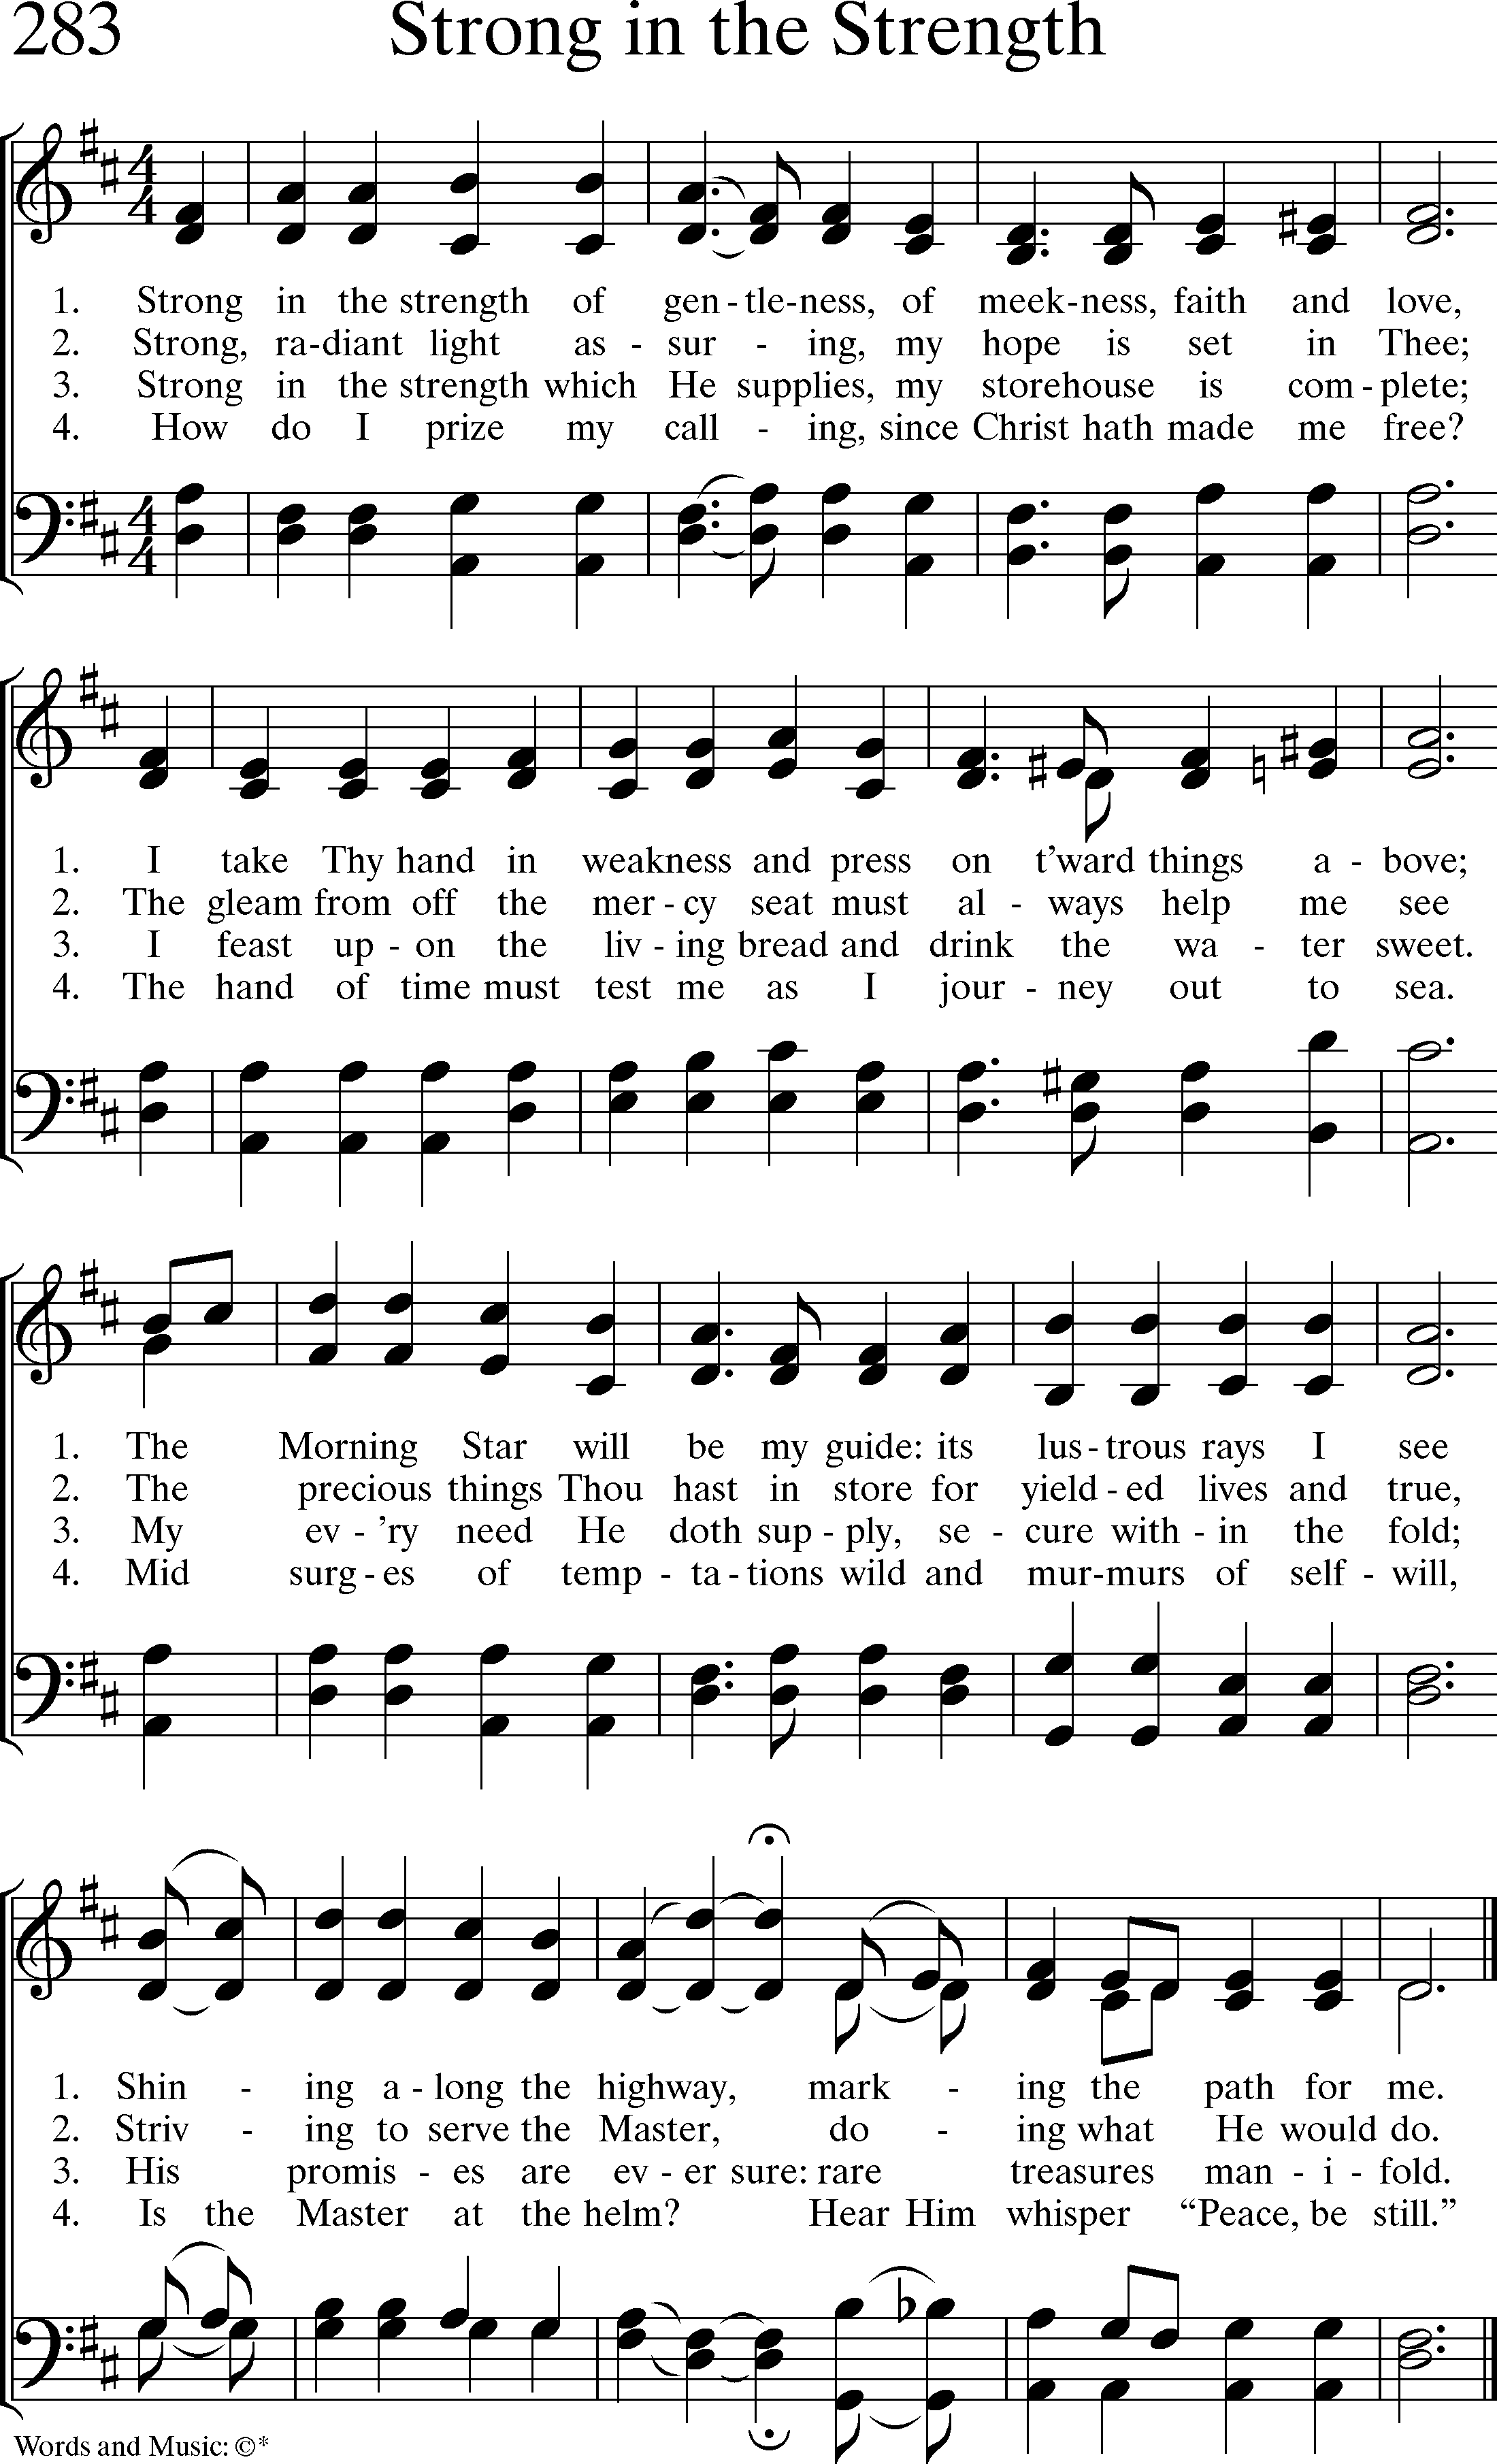 283 Strong in the Strength
1. Strong in the strength of gen - tle - ness, of meek - ness, faith and love,
2. Strong, ra - diant light as - sur - ing, my hope is set in Thee;
3. Strong in the strength which He supplies, my storehouse is com - plete;
4. How do I prize my call - ing, since Christ hath made me free?
1. I take Thy hand in weakness and press on t'ward things a - bove;
2. The gleam from off the mer - cy seat must al - ways help me see
3. I feast up - on the liv - ing bread and drink the wa - ter sweet.
4. The hand of time must test me as I jour - ney out to sea.
1. The Morning Star will be my guide: its lus - trous rays I see
2. The precious things Thou hast in store for yield - ed lives and true,
3. My ev - 'ry need He doth sup - ply, se - cure with - in the fold;
4. Mid surg - es of temp - ta - tions wild and mur - murs of self - will,
1. Shin - ing a - long the highway, mark - ing the path for me.
2. Striv - ing to serve the Master, do - ing what He would do.
3. His promis - es are ev - er sure: rare treasures man - i - fold.
4. Is the Master at the helm? Hear Him whisper “Peace, be still.”
Words and Music: ©*